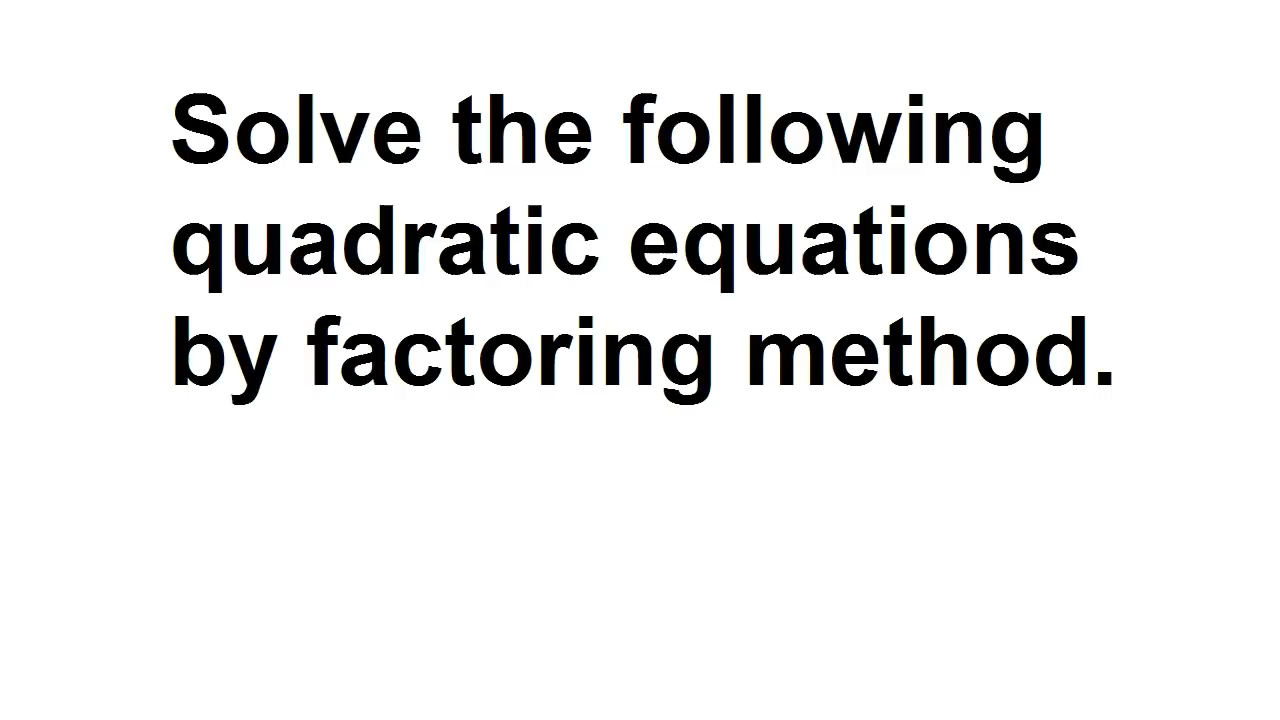 Solve the following
quadratic equations
by factoring method.